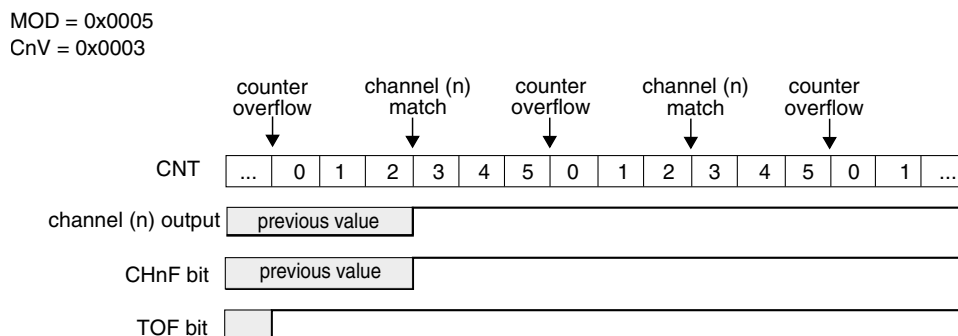 MOD = 0x0005
CnV = 0x0003
counter overflow
channel (n) match
counter overflow
channel (n) match
counter overflow
CNT ... 0 1 2 3 4 5 0 1 2 3 4 5 0 1 ...
channel (n) output previous value
CHnF bit previous value
TOF bit